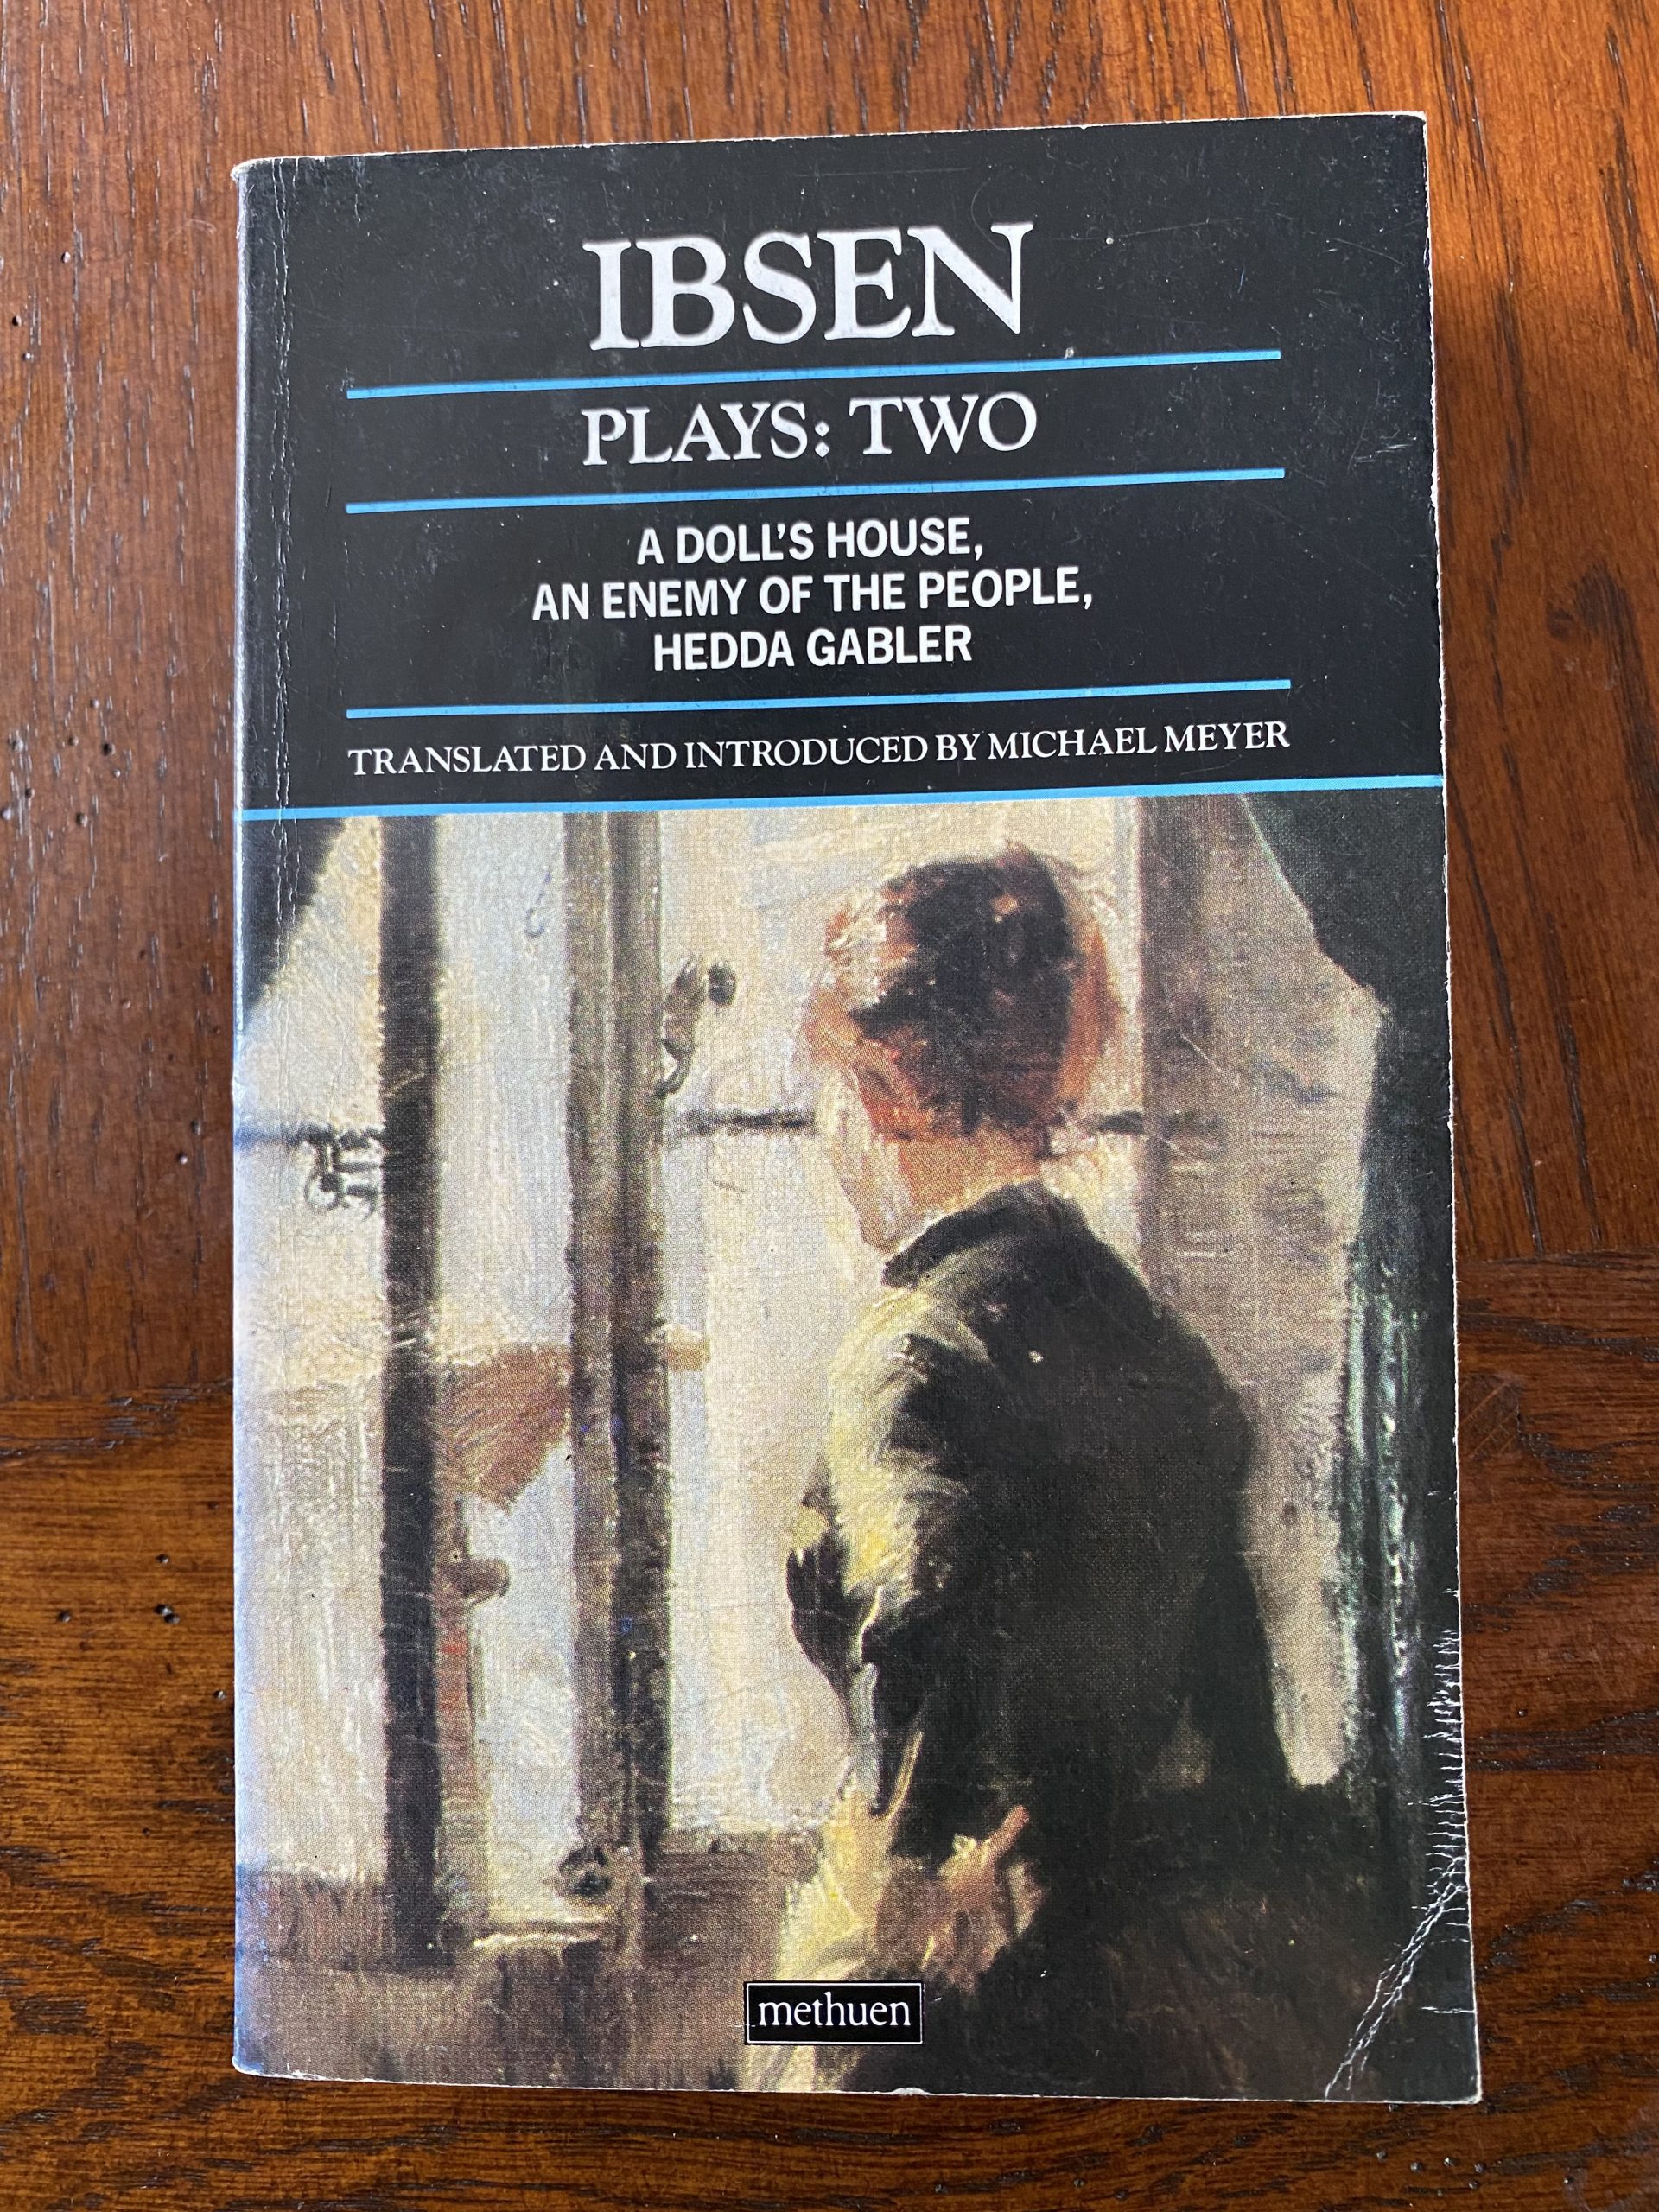 IBSEN
PLAYS: TWO
A DOLL'S HOUSE,
AN ENEMY OF THE PEOPLE,
HEDDA GABLER
TRANSLATED AND INTRODUCED BY MICHAEL MEYER
methuen